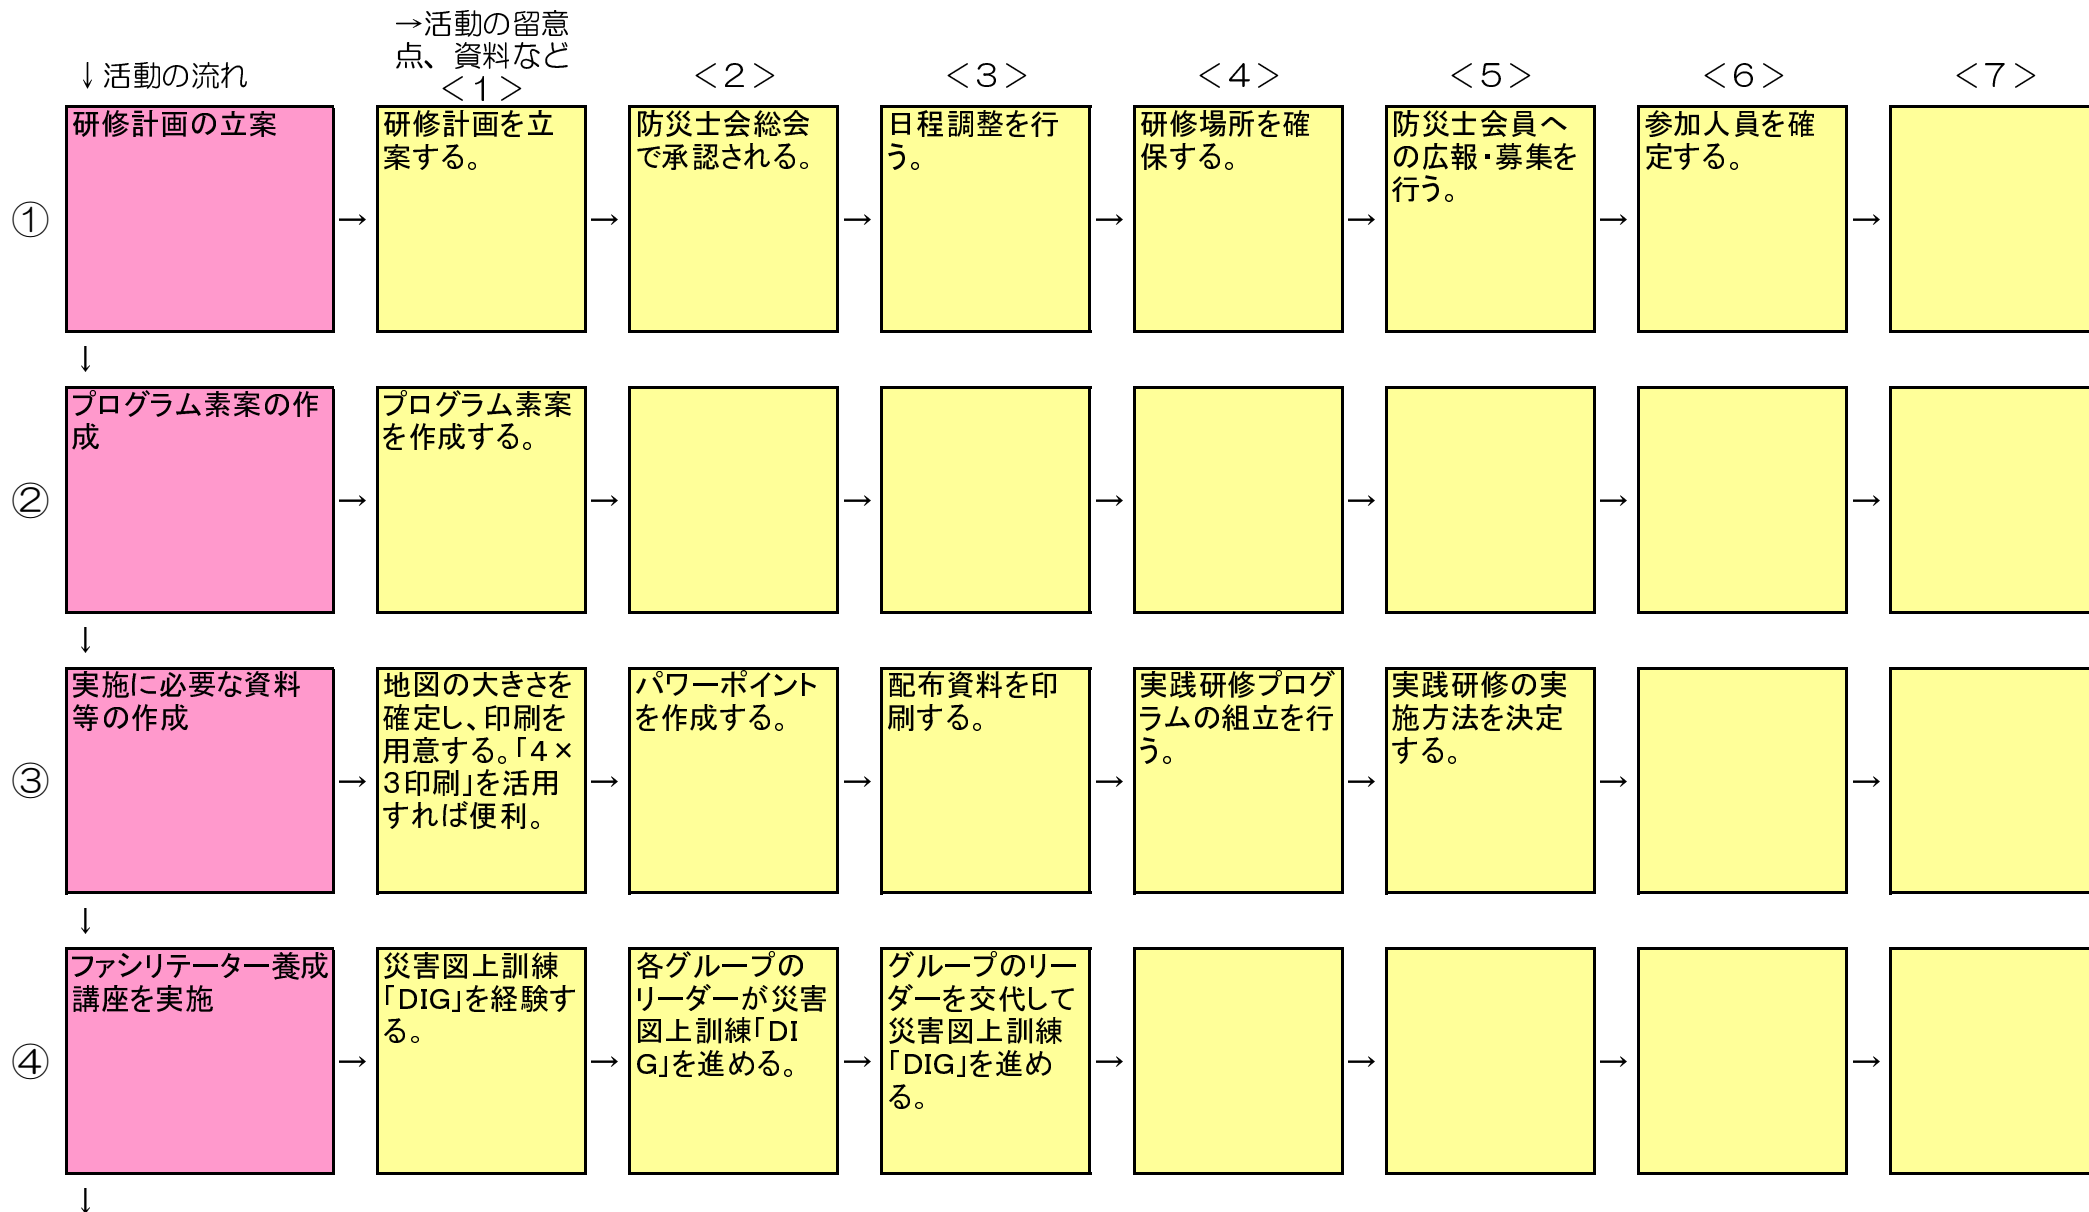 ↓活動の流れ
→活動の留意
点、資料など
＜１＞
＜２＞
＜３＞
＜４＞
＜５＞
＜６＞
＜７＞
①
研修計画の立案
→
研修計画を立
案する。
→
防災士会総会
で承認される。
→
日程調整を行
う。
→
研修場所を確
保する。
→
防災士会員へ
の広報・募集を
行う。
→
参加人員を確
定する。
→
↓
②
プログラム素案の作
成
→
プログラム素案
を作成する。
→
→
→
→
→
→
↓
③
実施に必要な資料
等の作成
→
地図の大きさを
確定し、印刷を
用意する。「４×
３印刷」を活用
すれば便利。
→
パワーポイント
を作成する。
→
配布資料を印
刷する。
→
実践研修プログ
ラムの組立を行
う。
→
実践研修の実
施方法を決定
する。
→
→
↓
④
ファシリテーター養成
講座を実施
→
災害図上訓練
「DIG」を経験す
る。
→
各グループの
リーダーが災害
図上訓練「DI
G」を進める。
→
グループのリー
ダーを交代して
災害図上訓練
「DIG」を進め
る。
→
→
→
→
↓